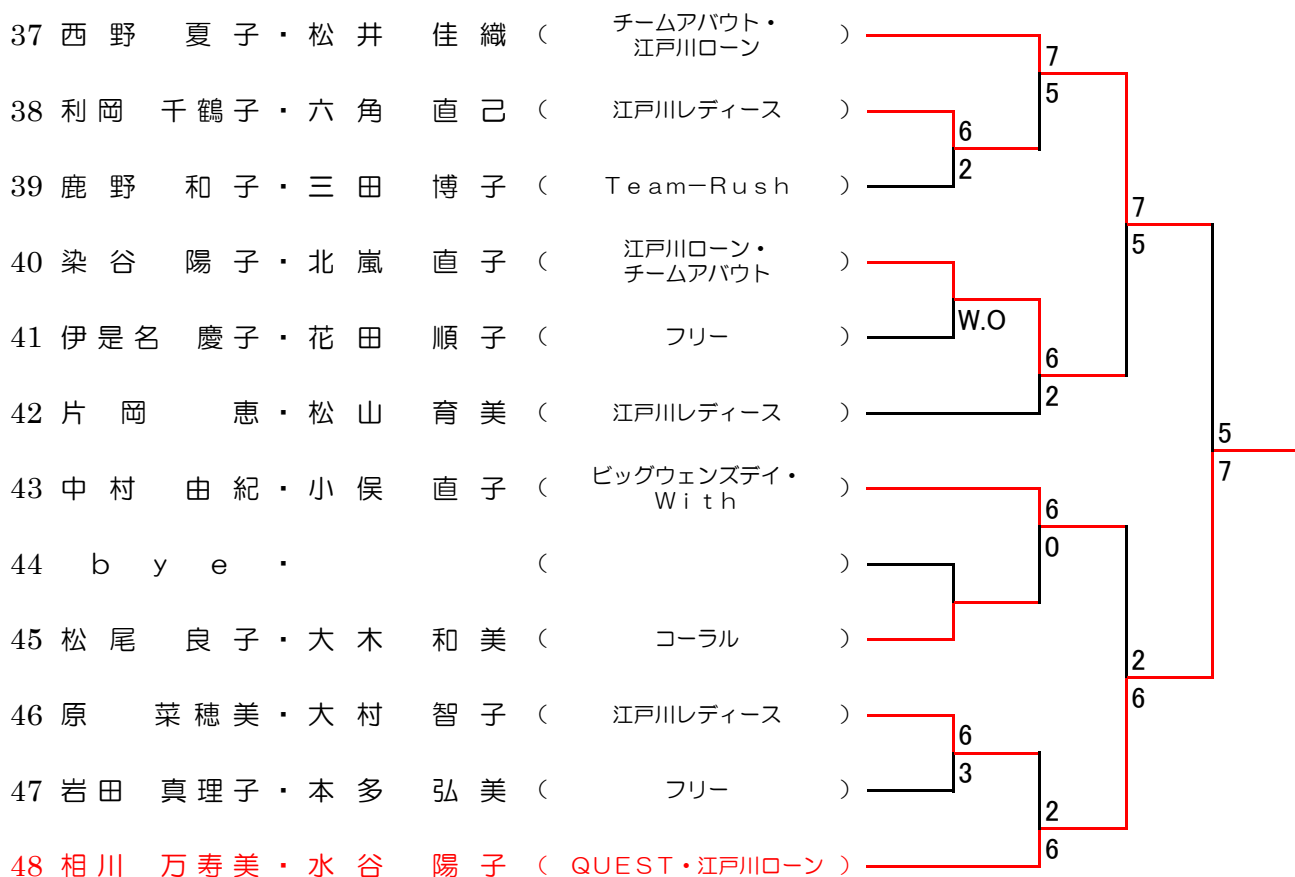 37 西野 夏子・松井 佳織 ( チームアバウト・江戸川ローン )
7
5
38 利岡 千鶴子・六角 直己 ( 江戸川レディース )
6
2
39 鹿野 和子・三田 博子 ( Team－Rush )
7
5
40 染谷 陽子・北嵐 直子 ( 江戸川ローン・チームアバウト )
W.O
41 伊是名 慶子・花田 順子 ( フリー )
6
2
42 片岡 恵・松山 育美 ( 江戸川レディース )
5
7
43 中村 由紀・小俣 直子 ( ビッグウェンズデイ・With )
6
0
44 bye・ ( )
45 松尾 良子・大木 和美 ( コーラル )
2
6
46 原 菜穂美・大村 智子 ( 江戸川レディース )
6
3
47 岩田 真理子・本多 弘美 ( フリー )
2
6
48 相川 万寿美・水谷 陽子 ( QUEST・江戸川ローン )